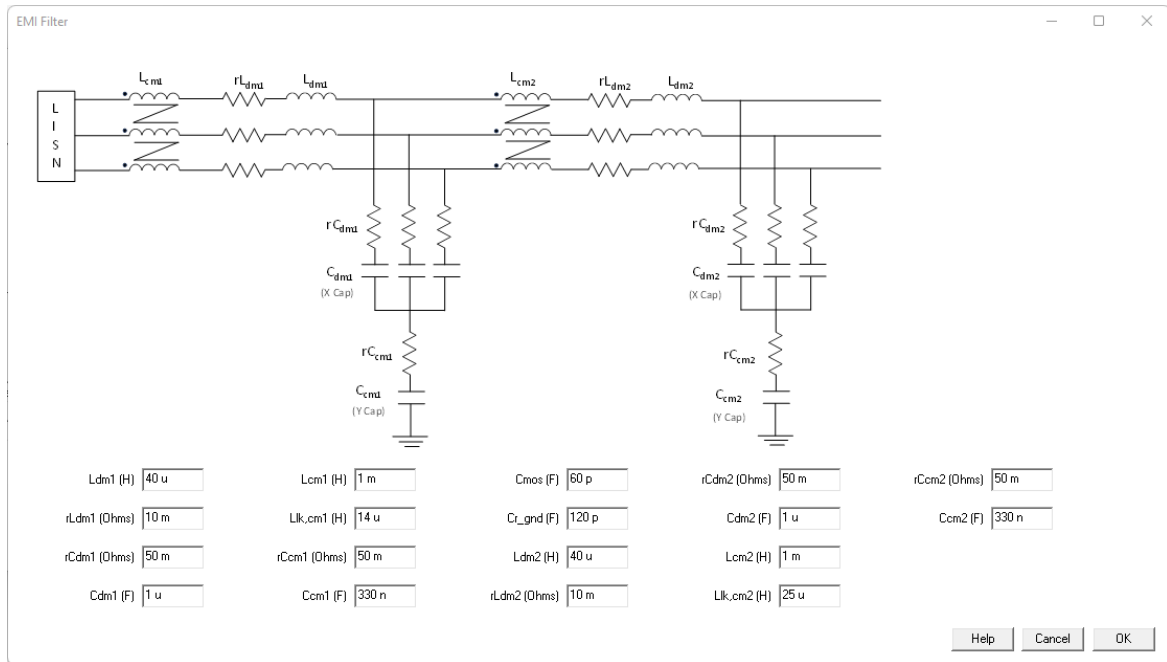 EMI Filter
Lcm1 rLdm1 Ldm1 Lcm2 rLdm2 Ldm2
L
I
S
N
rCdm1 rCdm2
Cdm1 Cdm2
(X Cap) (X Cap)
rCcm1 rCcm2
Ccm1 Ccm2
(Y Cap) (Y Cap)
Ldm1 (H) 40 u Lcm1 (H) 1 m Cmos (F) 60 p rCdm2 (Ohms) 50 m rCcm2 (Ohms) 50 m
rLdm1 (Ohms) 10 m Llk,cm1 (H) 14 u Cr_gnd (F) 120 p Cdm2 (F) 1 u Ccm2 (F) 330 n
rCdm1 (Ohms) 50 m rCcm1 (Ohms) 50 m Ldm2 (H) 40 u Lcm2 (H) 1 m
Cdm1 (F) 1 u Ccm1 (F) 330 n rLdm2 (Ohms) 10 m Llk,cm2 (H) 25 u
Help Cancel OK